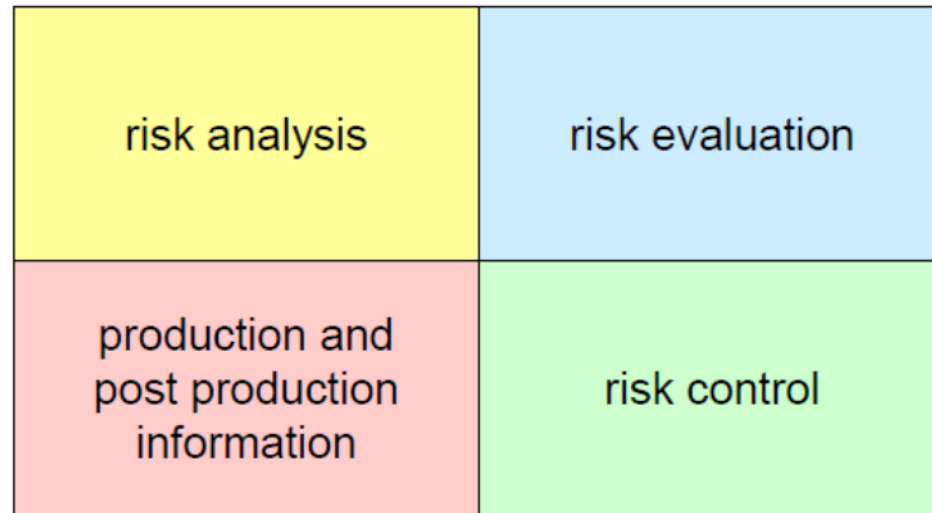 risk analysis
risk evaluation
production and
post production
information
risk control